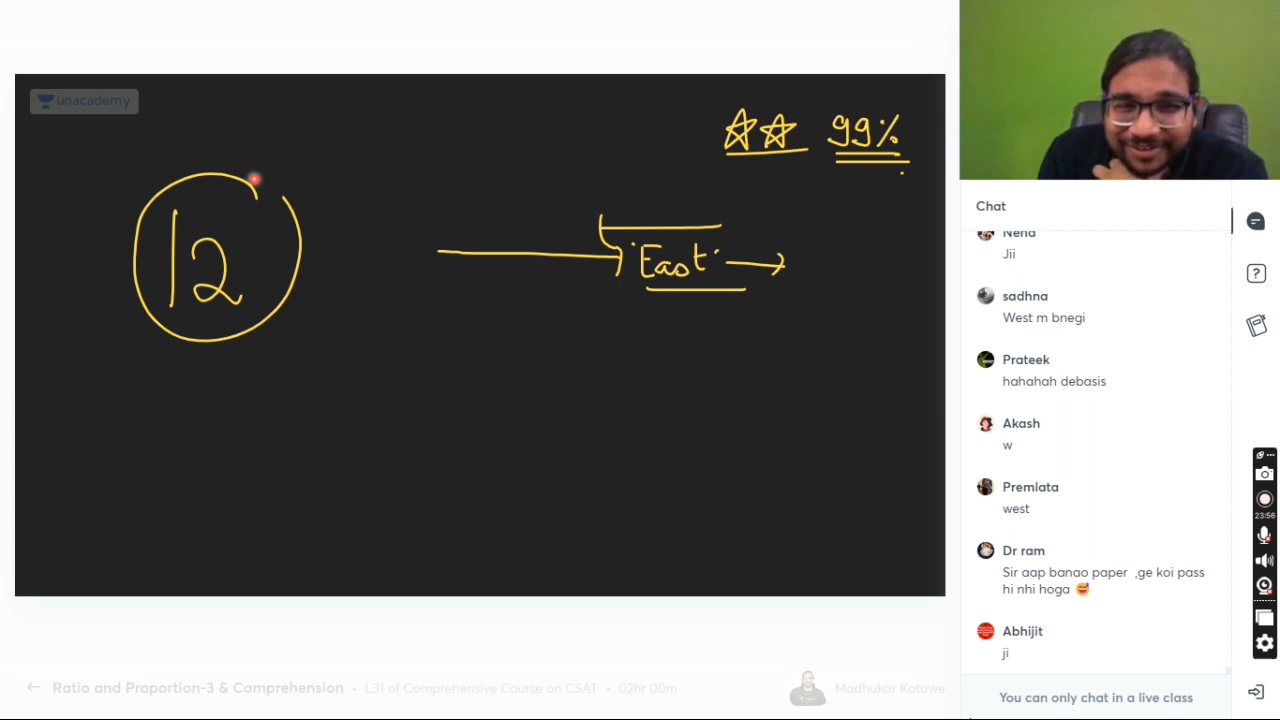 unacademy
99%
12
East
Chat
Neha
Jii
sadhna
West m bnegi
Prateek
hahahah debasis
Akash
w
Premlata
west
Dr ram
Sir aap banao paper ,ge koi pass
hi nhi hoga 😅
Abhijit
ji
You can only chat in a live class
23:56
← Ratio and Proportion-3 & Comprehension • L31 of Comprehensive Course on CSAT • 02hr 00m
Madhukar Kotawe